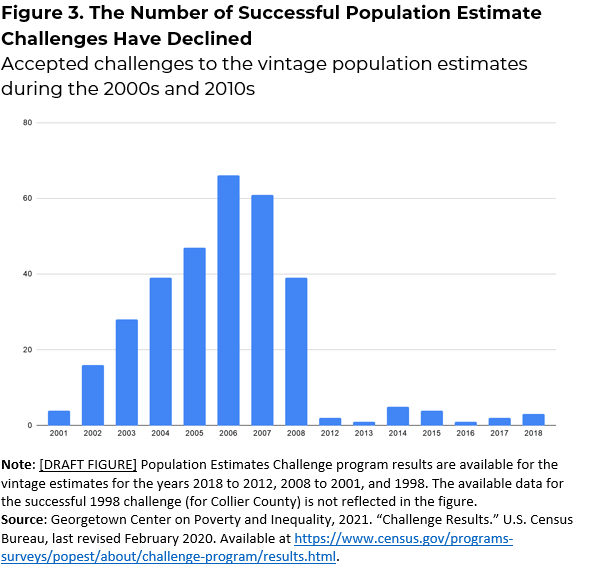 Figure 3. The Number of Successful Population Estimate
Challenges Have Declined
Accepted challenges to the vintage population estimates
during the 2000s and 2010s
80
60
40
20
0
2001 2002 2003 2004 2005 2006 2007 2008 2012 2013 2014 2015 2016 2017 2018
Note: [DRAFT FIGURE] Population Estimates Challenge program results are available for the
vintage estimates for the years 2018 to 2012, 2008 to 2001, and 1998. The available data for
the successful 1998 challenge (for Collier County) is not reflected in the figure.
Source: Georgetown Center on Poverty and Inequality, 2021. “Challenge Results.” U.S. Census
Bureau, last revised February 2020. Available at https://www.census.gov/programs-
surveys/popest/about/challenge-program/results.html.